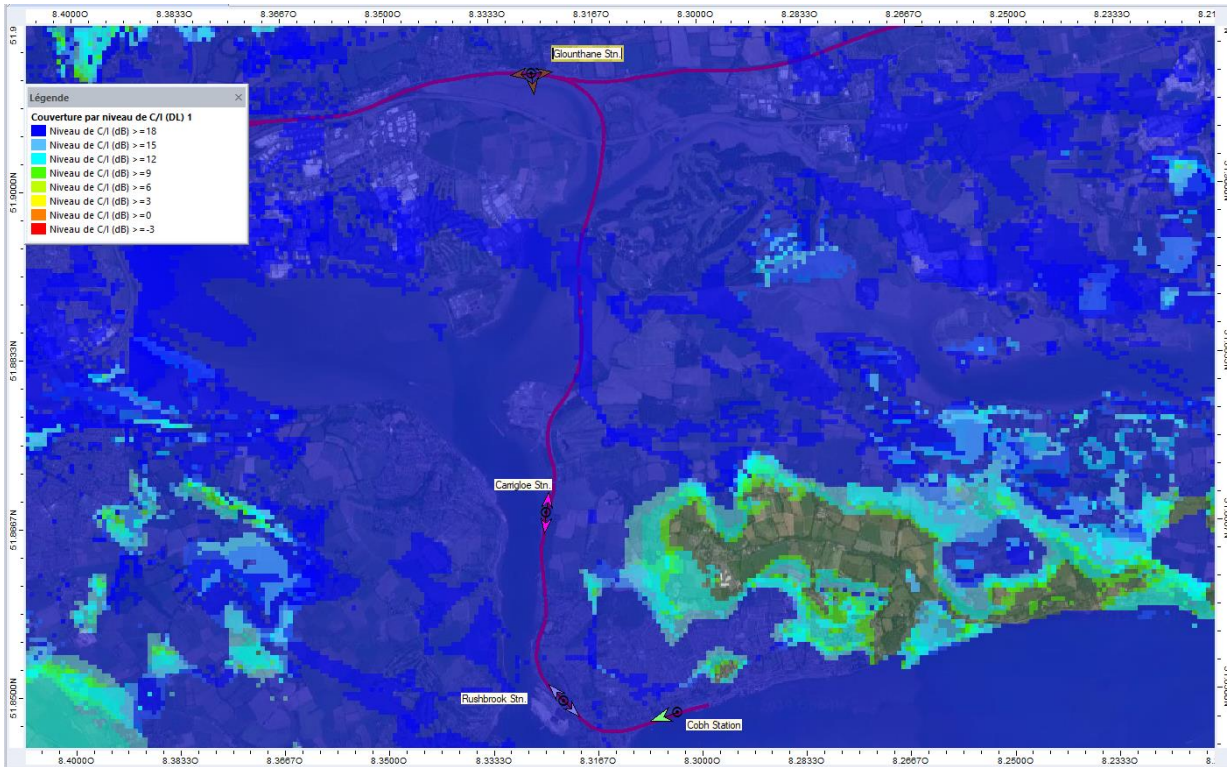 8.4000O 8.3833O 8.3667O 8.3500O 8.3333O 8.3167O 8.3000O 8.2833O 8.2667O 8.2500O 8.2333O 8.21
51.9
Glounthane Stn.
Légende ×
Couverture par niveau de C/I (DL) 1
Niveau de C/I (dB) >=18
Niveau de C/I (dB) >=15
Niveau de C/I (dB) >=12
Niveau de C/I (dB) >=9
Niveau de C/I (dB) >=6
Niveau de C/I (dB) >=3
Niveau de C/I (dB) >=0
Niveau de C/I (dB) >=-3
51.9000N
51.8833N
Carrigloe Stn.
51.8667N
Rushbrook Stn.
51.8500N
Cobh Station
8.4000O 8.3833O 8.3667O 8.3500O 8.3333O 8.3167O 8.3000O 8.2833O 8.2667O 8.2500O 8.2333O 8.